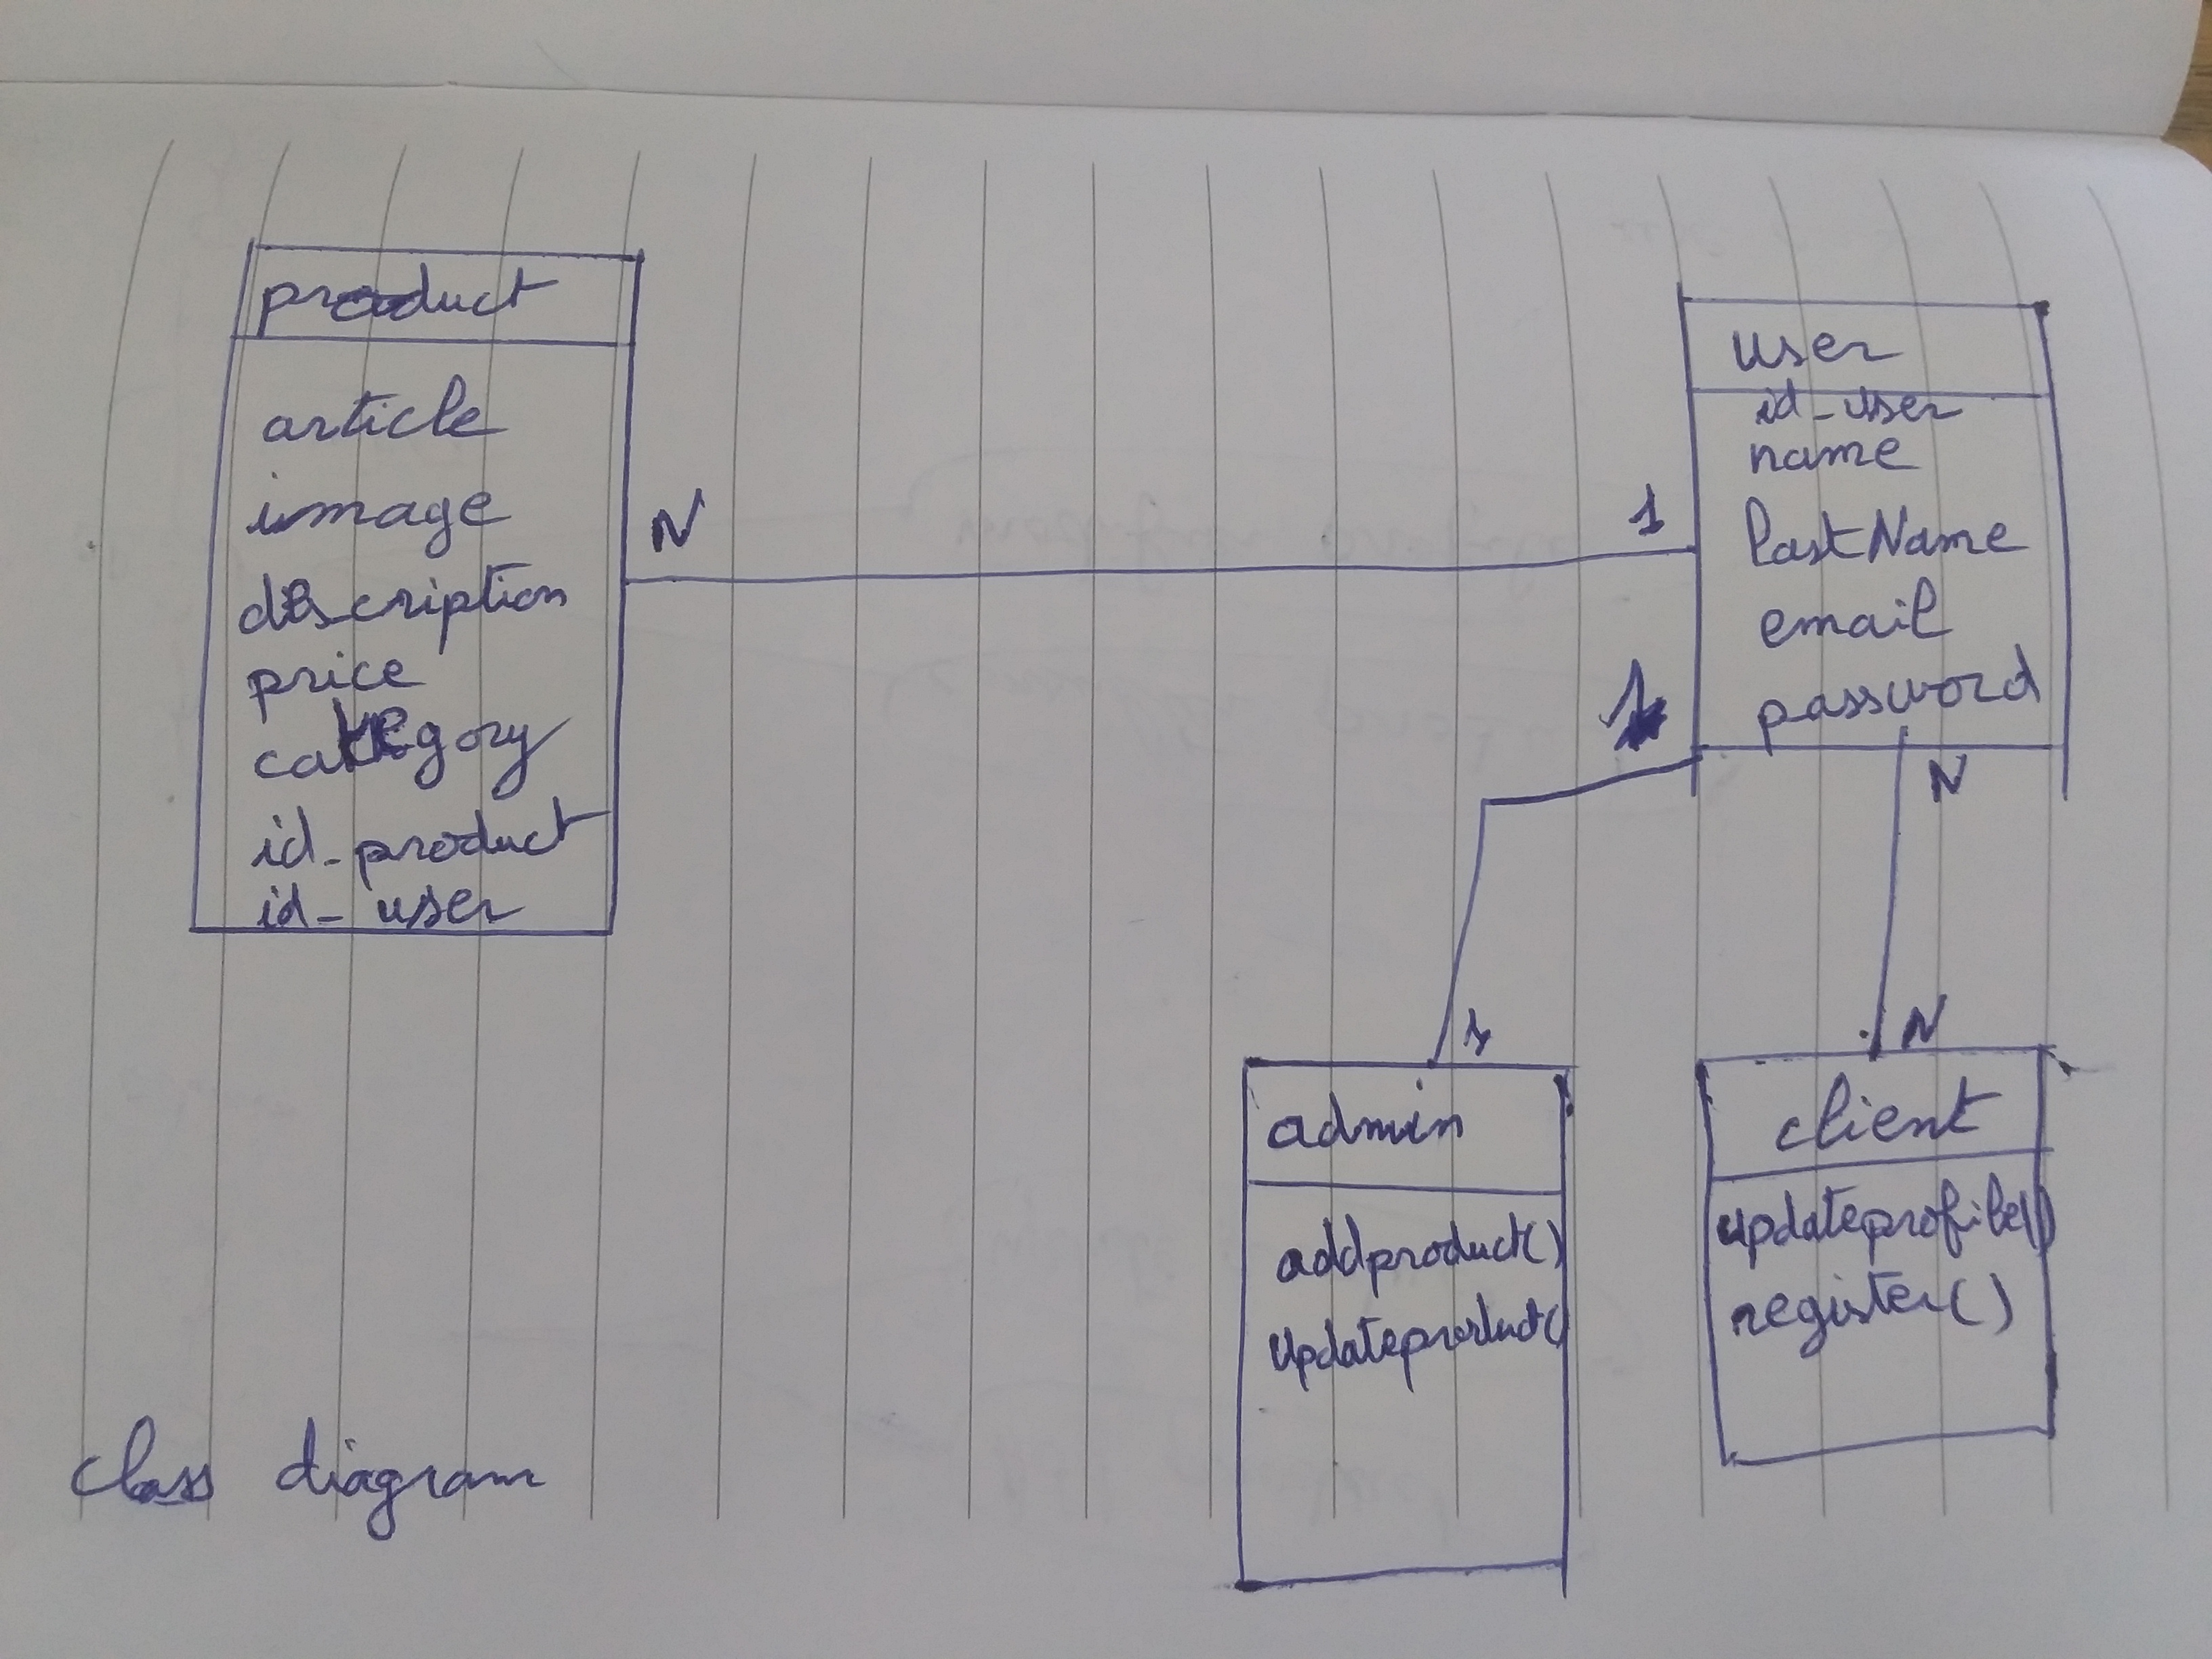 product
article
image
description
price
category
id_product
id_user
N
1
user
id_user
name
lastName
email
password
1
N
1
N
admin
addproduct()
Updateproduct(
client
updateprofile()
register()
class diagram